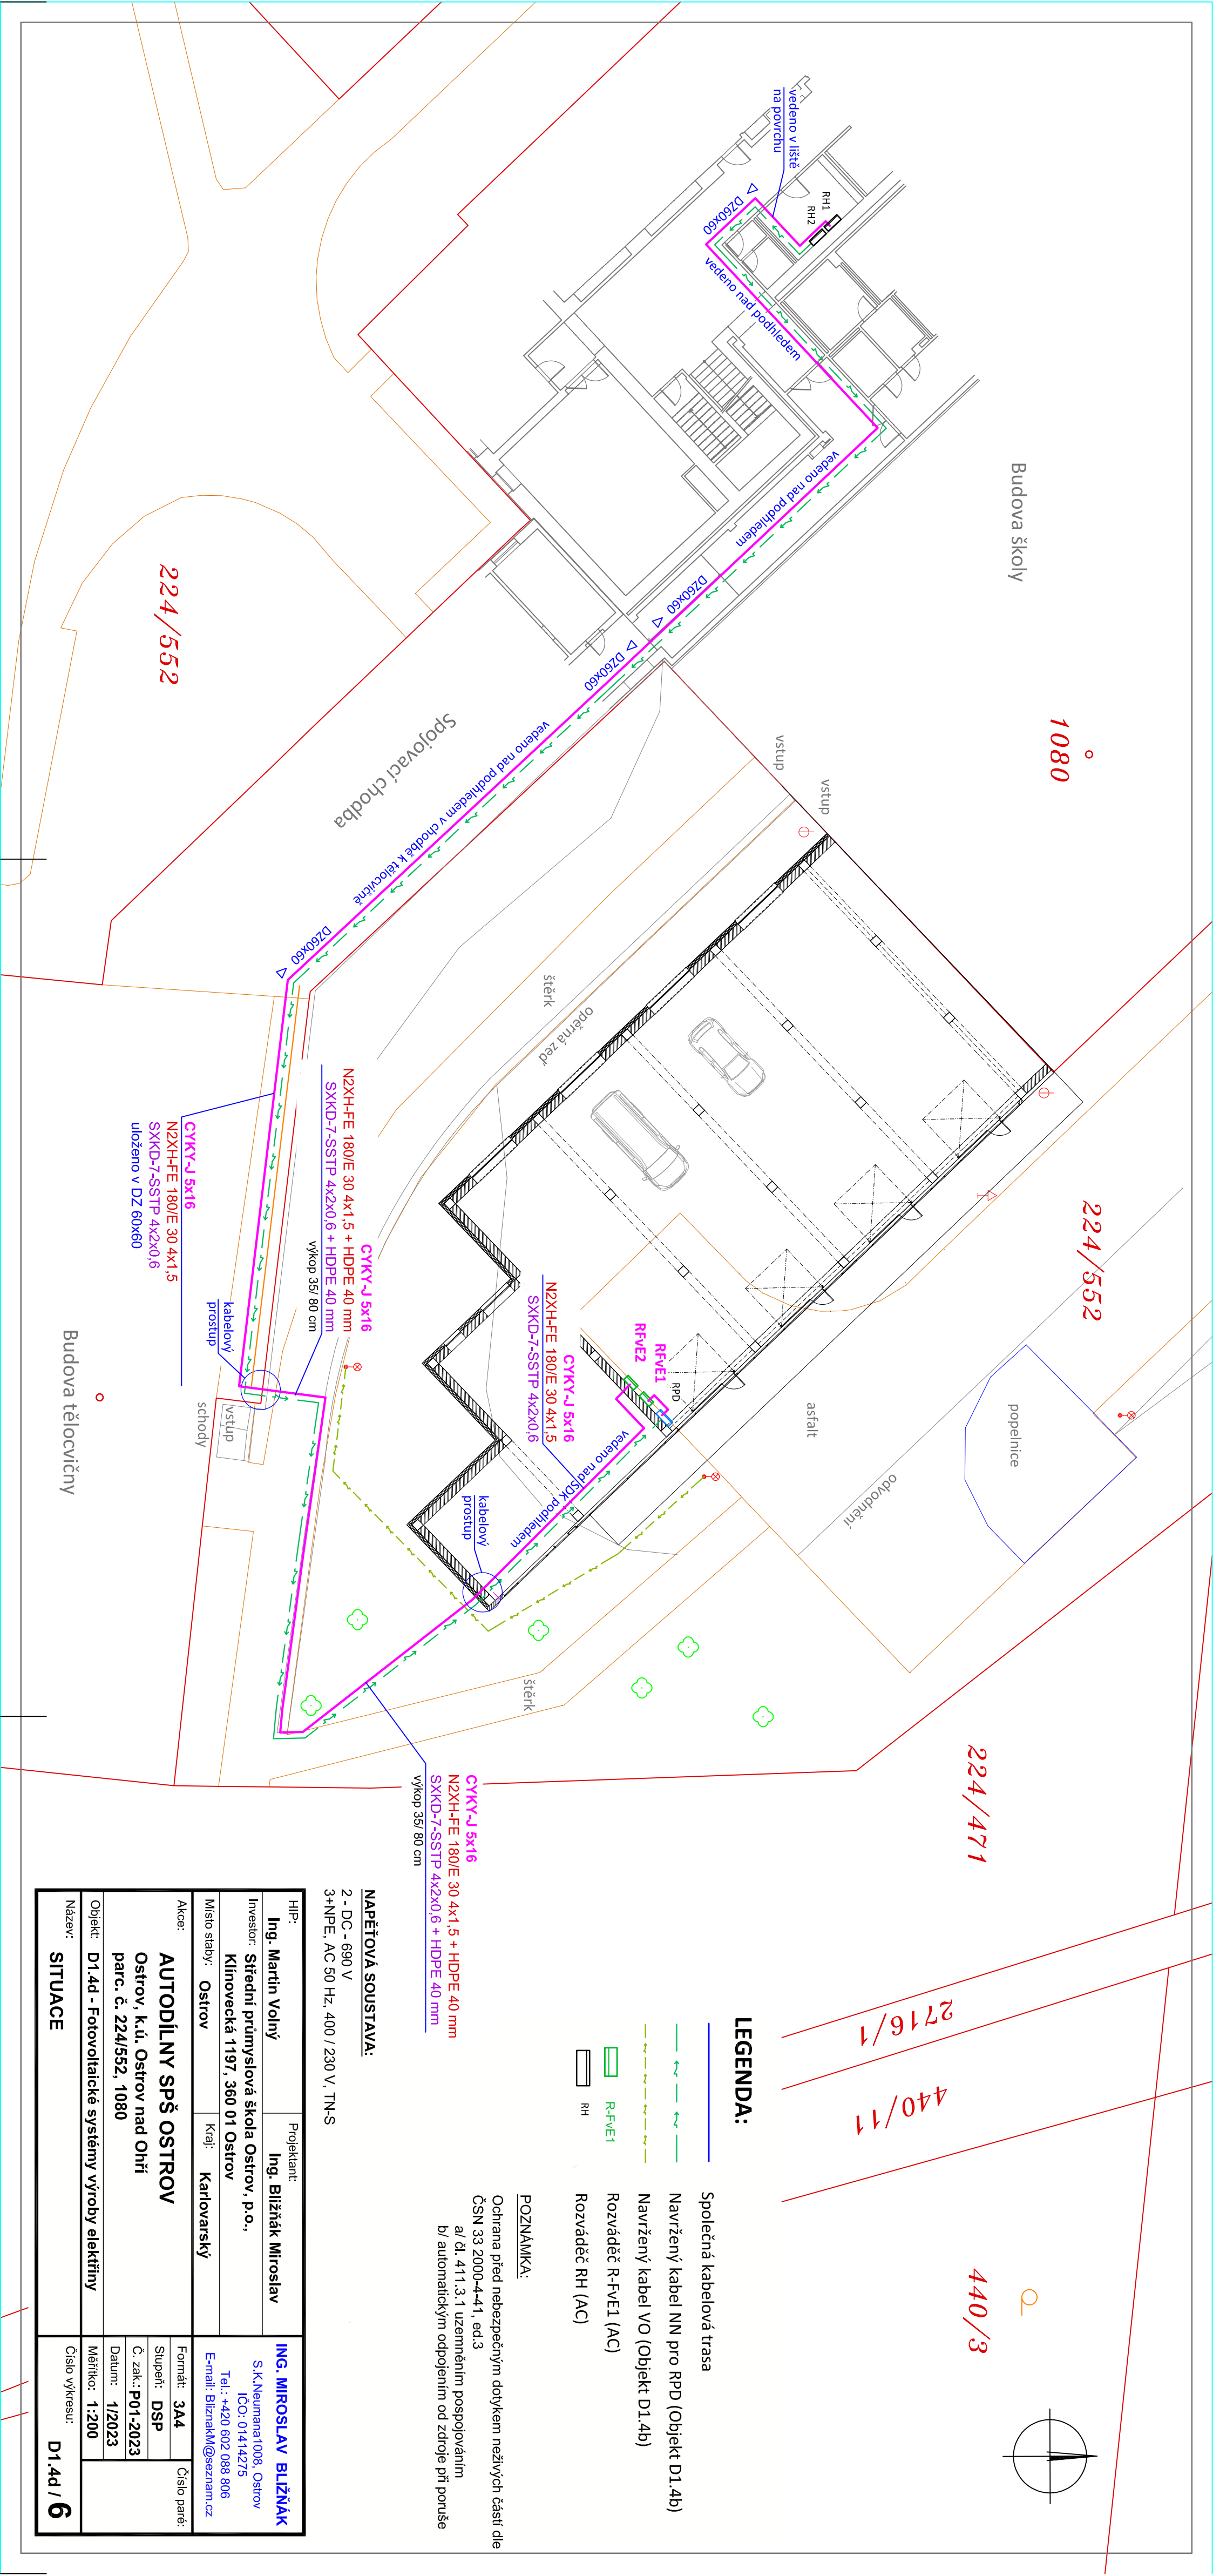 Budova školy
1080
224/552
224/552
224/471
2716/1
440/11
440/3
vedeno v liště
na povrchu
RH1
RH2
DZ60x60
vedeno nad podhledem
vedeno nad podhledem
DZ60x60
DZ60x60
vedeno nad podhledem v chodbě k tělocvičně
DZ60x60
Spojovací chodba
vstup
vstup
štěrk
opěrná zeď
CYKY-J 5x16
N2XH-FE 180/E 30 4x1,5 + HDPE 40 mm
SXKD-7-SSTP 4x2x0,6 + HDPE 40 mm
výkop 35/ 80 cm
CYKY-J 5x16
N2XH-FE 180/E 30 4x1,5
SXKD-7-SSTP 4x2x0,6
uloženo v DZ 60x60
kabelový
prostup
vstup
schody
Budova tělocvičny
CYKY-J 5x16
N2XH-FE 180/E 30 4x1,5
SXKD-7-SSTP 4x2x0,6
RFvE2
RFvE1
RPD
vedeno nad SDK podhledem
kabelový
prostup
asfalt
odvodnění
popelnice
štěrk
CYKY-J 5x16
N2XH-FE 180/E 30 4x1,5 + HDPE 40 mm
SXKD-7-SSTP 4x2x0,6 + HDPE 40 mm
výkop 35/ 80 cm
LEGENDA:
Společná kabelová trasa
Navržený kabel NN pro RPD (Objekt D1.4b)
Navržený kabel VO (Objekt D1.4b)
R-FvE1 Rozváděč R-FvE1 (AC)
RH Rozváděč RH (AC)
POZNÁMKA:
Ochrana před nebezpečným dotykem neživých částí dle
ČSN 33 2000-4-41, ed.3
a/ čl. 411.3.1 uzemněním pospojováním
b/ automatickým odpojením od zdroje při poruše
NAPĚŤOVÁ SOUSTAVA:
2 - DC - 690 V
3+NPE, AC 50 Hz, 400 / 230 V, TN-S
HIP: Ing. Martin Volný
Projektant: Ing. Bližňák Miroslav
Investor: Střední průmyslová škola Ostrov, p.o.,
Klínovecká 1197, 360 01 Ostrov
Místo staby: Ostrov
Kraj: Karlovarský
Akce: AUTODÍLNY SPŠ OSTROV
Ostrov, k.ú. Ostrov nad Ohří
parc. č. 224/552, 1080
Objekt: D1.4d - Fotovoltaické systémy výroby elektřiny
Název: SITUACE
ING. MIROSLAV BLIŽŇÁK
S.K.Neumana1008, Ostrov
IČO: 01414275
Tel.: +420 602 088 806
E-mail: BliznakM@seznam.cz
Formát: 3A4
Stupeň: DSP
Č. zak.: P01-2023
Datum: 1/2023
Měřítko: 1:200
Číslo paré:
Číslo výkresu: D1.4d / 6